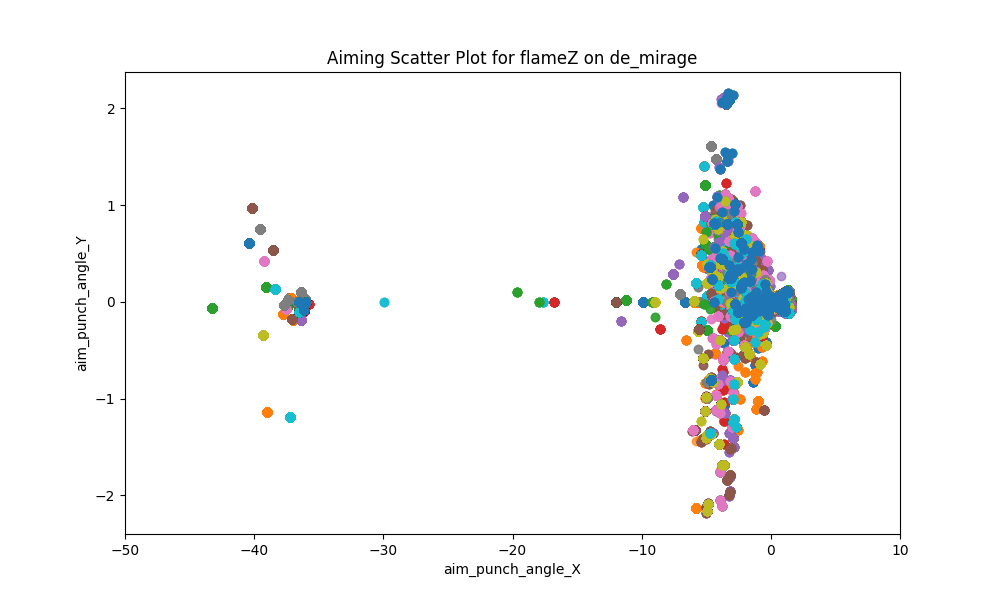 Aiming Scatter Plot for flameZ on de_mirage
2
1
0
−1
−2
aim_punch_angle_Y
−50 −40 −30 −20 −10 0 10
aim_punch_angle_X